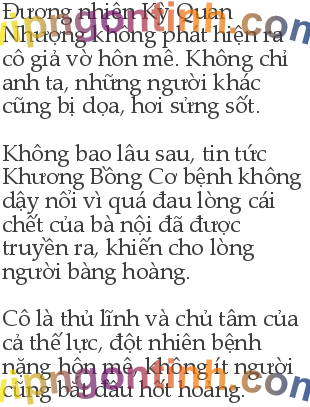 Đương nhiên Kỳ quan
Nhượng không phát hiện ra
cô giả vờ hôn mê. Không chỉ
anh ta, những người khác
cũng bị dọa, hơi sửng sốt.
Không bao lâu sau, tin tức
Khương Bồng Cơ bệnh không
dậy nổi vì quá đau lòng cái
chết của bà nội đã được
truyền ra, khiến cho lòng
người bàng hoàng.
Cô là thủ lĩnh và chủ tâm của
cả thế lực, đột nhiên bệnh
nặng hôn mê, không ít người
cũng bắt đầu hốt hoảng.